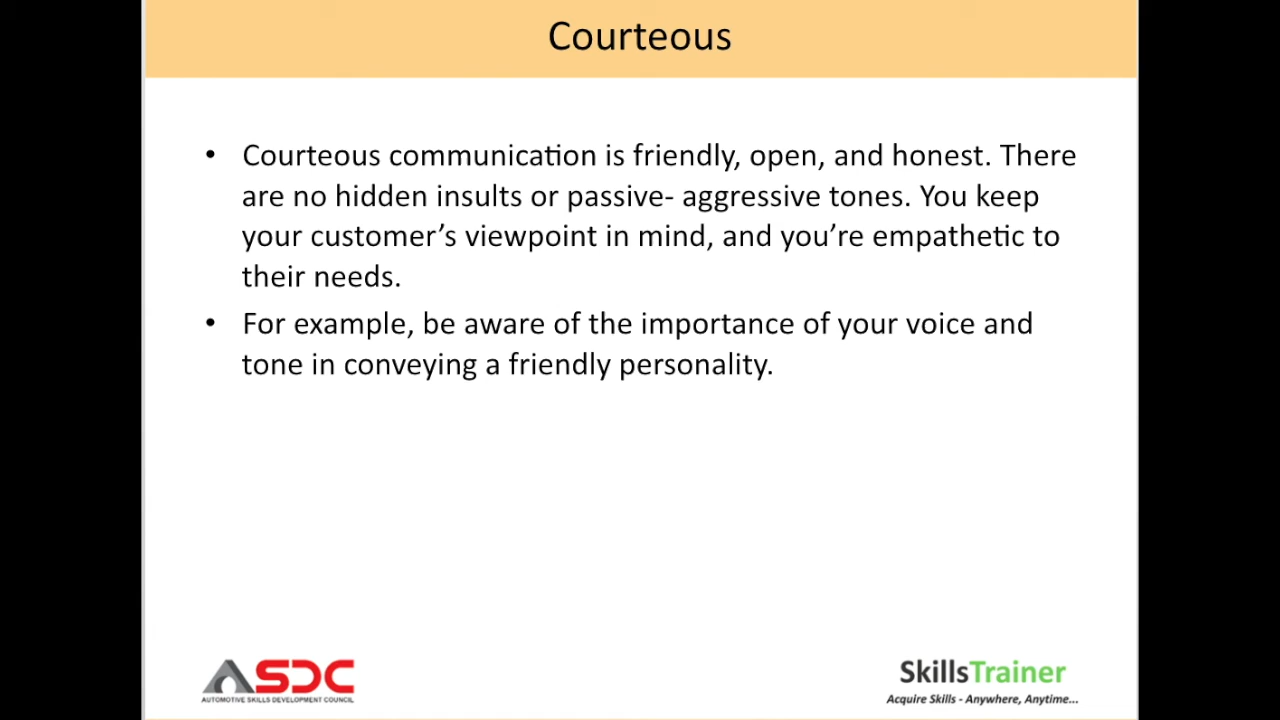 Courteous
• Courteous communication is friendly, open, and honest. There
are no hidden insults or passive- aggressive tones. You keep
your customer’s viewpoint in mind, and you’re empathetic to
their needs.
• For example, be aware of the importance of your voice and
tone in conveying a friendly personality.
ASDC
AUTOMOTIVE SKILLS DEVELOPMENT COUNCIL
SkillsTrainer
Acquire Skills - Anywhere, Anytime...